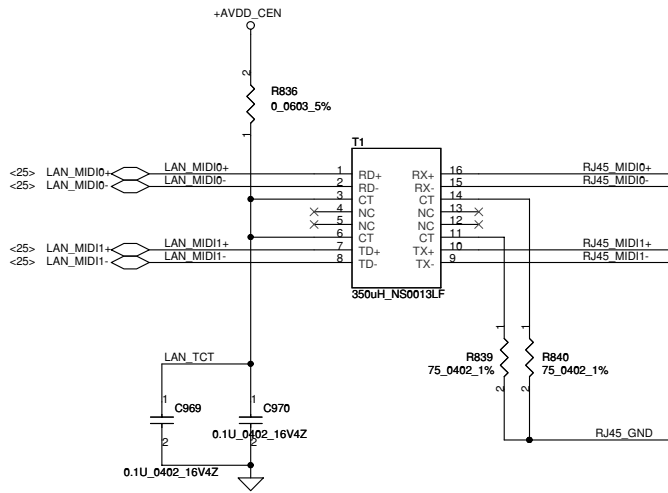 +AVDD_CEN
2
R836
0_0603_5%
1
T1
<25> LAN_MIDI0+ LAN_MIDI0+ 1 RD+ RX+ 16 RJ45_MIDI0+
<25> LAN_MIDI0- LAN_MIDI0- 2 RD- RX- 15 RJ45_MIDI0-
3 CT CT 14
4 NC NC 13
5 NC NC 12
6 CT CT 11
<25> LAN_MIDI1+ LAN_MIDI1+ 7 TD+ TX+ 10 RJ45_MIDI1+
<25> LAN_MIDI1- LAN_MIDI1- 8 TD- TX- 9 RJ45_MIDI1-
350uH_NS0013LF
1 1
R839 R840
75_0402_1% 75_0402_1%
2 2
LAN_TCT
1 1
C969 C970
2 2
0.1U_0402_16V4Z
0.1U_0402_16V4Z
RJ45_GND